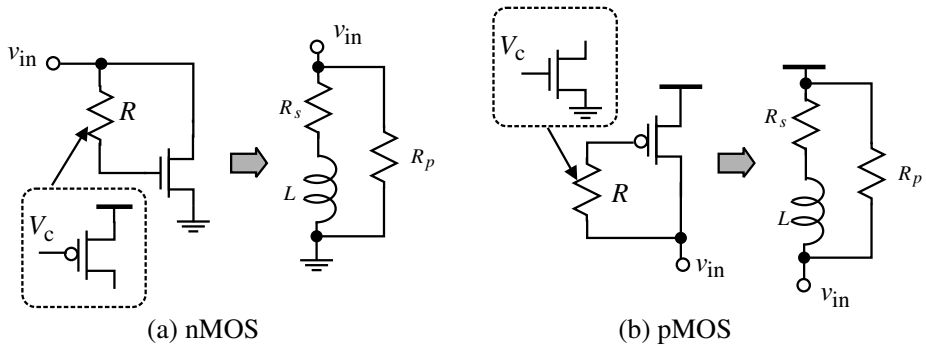 v_in
R
V_c
v_in
R_s
L
R_p
(a) nMOS
V_c
R
v_in
R_s
L
R_p
v_in
(b) pMOS